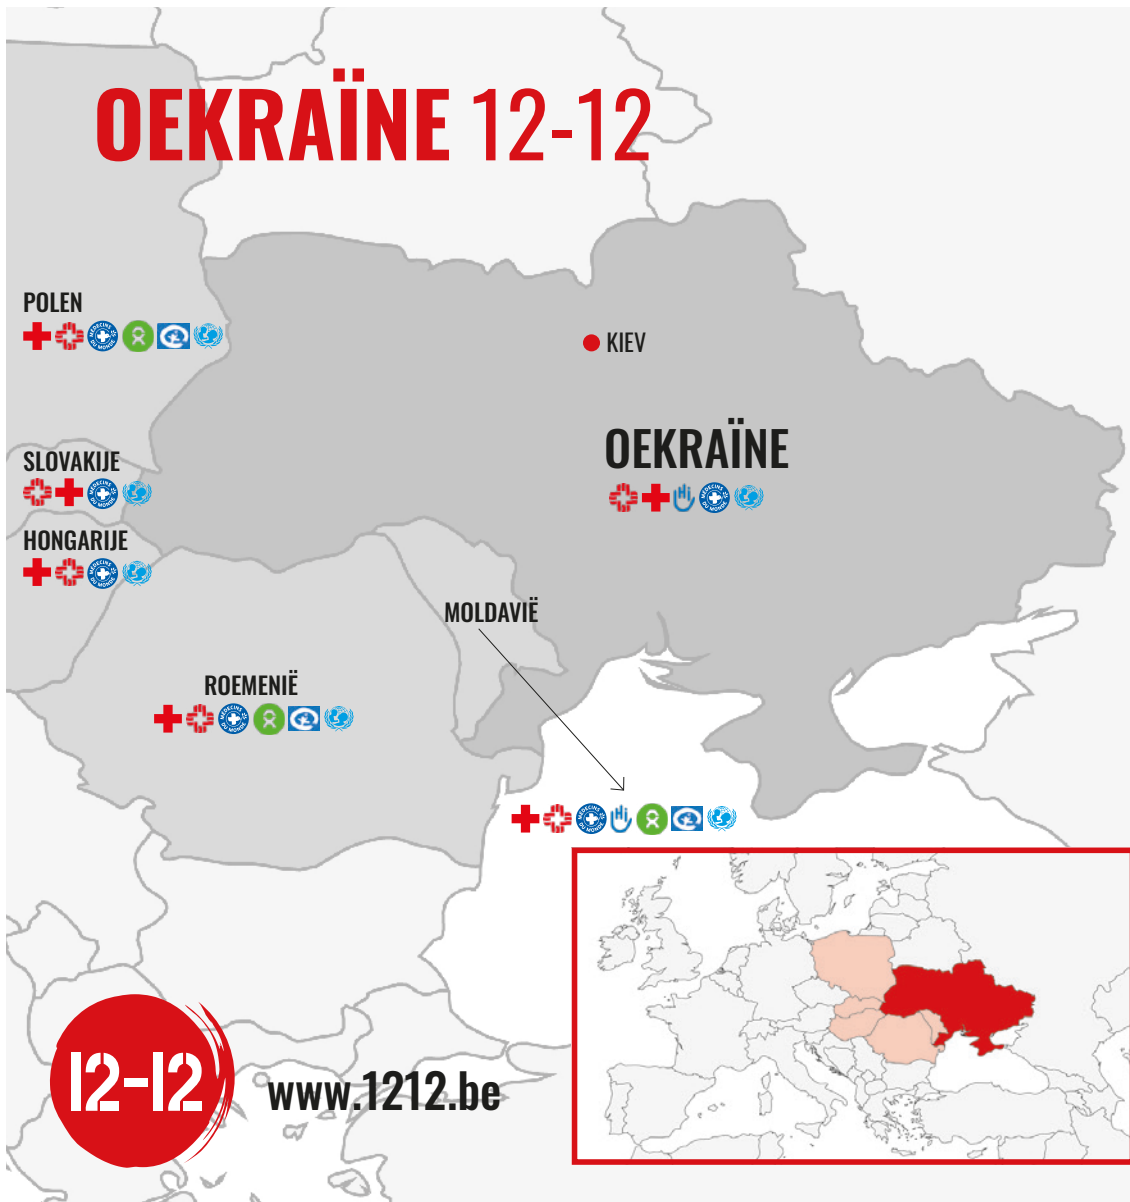 OEKRAÏNE 12-12
POLEN
KIEV
OEKRAÏNE
SLOVAKIJE
HONGARIJE
MOLDAVIË
ROEMENIË
12-12
www.1212.be